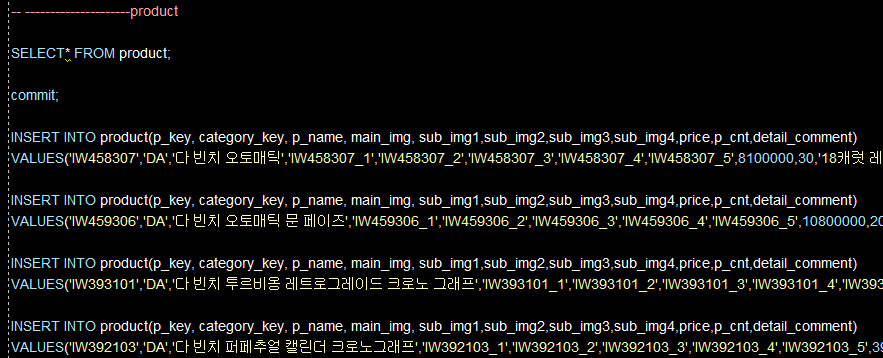 -- ---------------------product
SELECT* FROM product;
commit;
INSERT INTO product(p_key, category_key, p_name, main_img, sub_img1,sub_img2,sub_img3,sub_img4,price,p_cnt,detail_comment)
VALUES('IW458307','DA','다 빈치 오토매틱','IW458307_1','IW458307_2','IW458307_3','IW458307_4','IW458307_5',8100000,30,'18캐럿 레
INSERT INTO product(p_key, category_key, p_name, main_img, sub_img1,sub_img2,sub_img3,sub_img4,price,p_cnt,detail_comment)
VALUES('IW459306','DA','다 빈치 오토매틱 문 페이즈','IW459306_1','IW459306_2','IW459306_3','IW459306_4','IW459306_5',10800000,20
INSERT INTO product(p_key, category_key, p_name, main_img, sub_img1,sub_img2,sub_img3,sub_img4,price,p_cnt,detail_comment)
VALUES('IW393101','DA','다 빈치 투르비옹 레트로그레이드 크로노 그래프','IW393101_1','IW393101_2','IW393101_3','IW393101_4','IW393
INSERT INTO product(p_key, category_key, p_name, main_img, sub_img1,sub_img2,sub_img3,sub_img4,price,p_cnt,detail_comment)
VALUES('IW392103','DA','다 빈치 퍼페추얼 캘린더 크로노그래프','IW392103_1','IW392103_2','IW392103_3','IW392103_4','IW392103_5',39